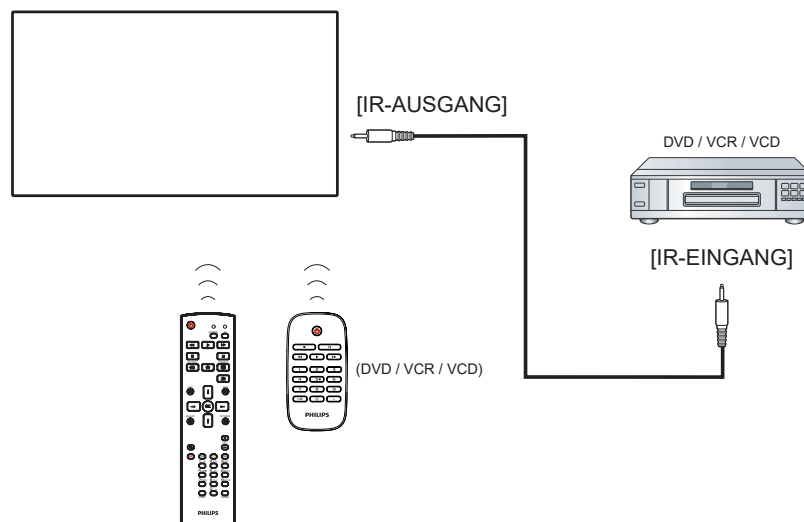 [IR-AUSGANG]
DVD / VCR / VCD
[IR-EINGANG]
(DVD / VCR / VCD)
PHILIPS
PHILIPS